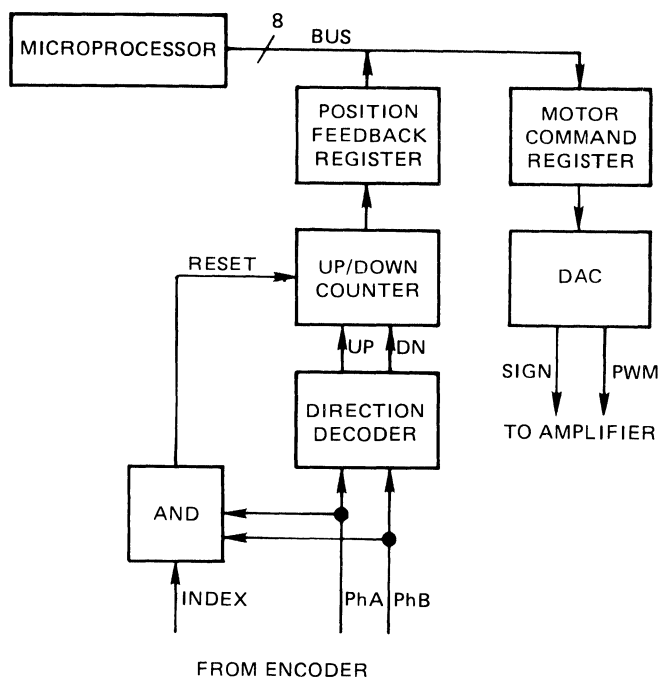 8
MICROPROCESSOR
BUS
POSITION
FEEDBACK
REGISTER
MOTOR
COMMAND
REGISTER
RESET
UP/DOWN
COUNTER
DAC
UP
DN
SIGN
PWM
DIRECTION
DECODER
TO AMPLIFIER
AND
INDEX
PhA
PhB
FROM ENCODER